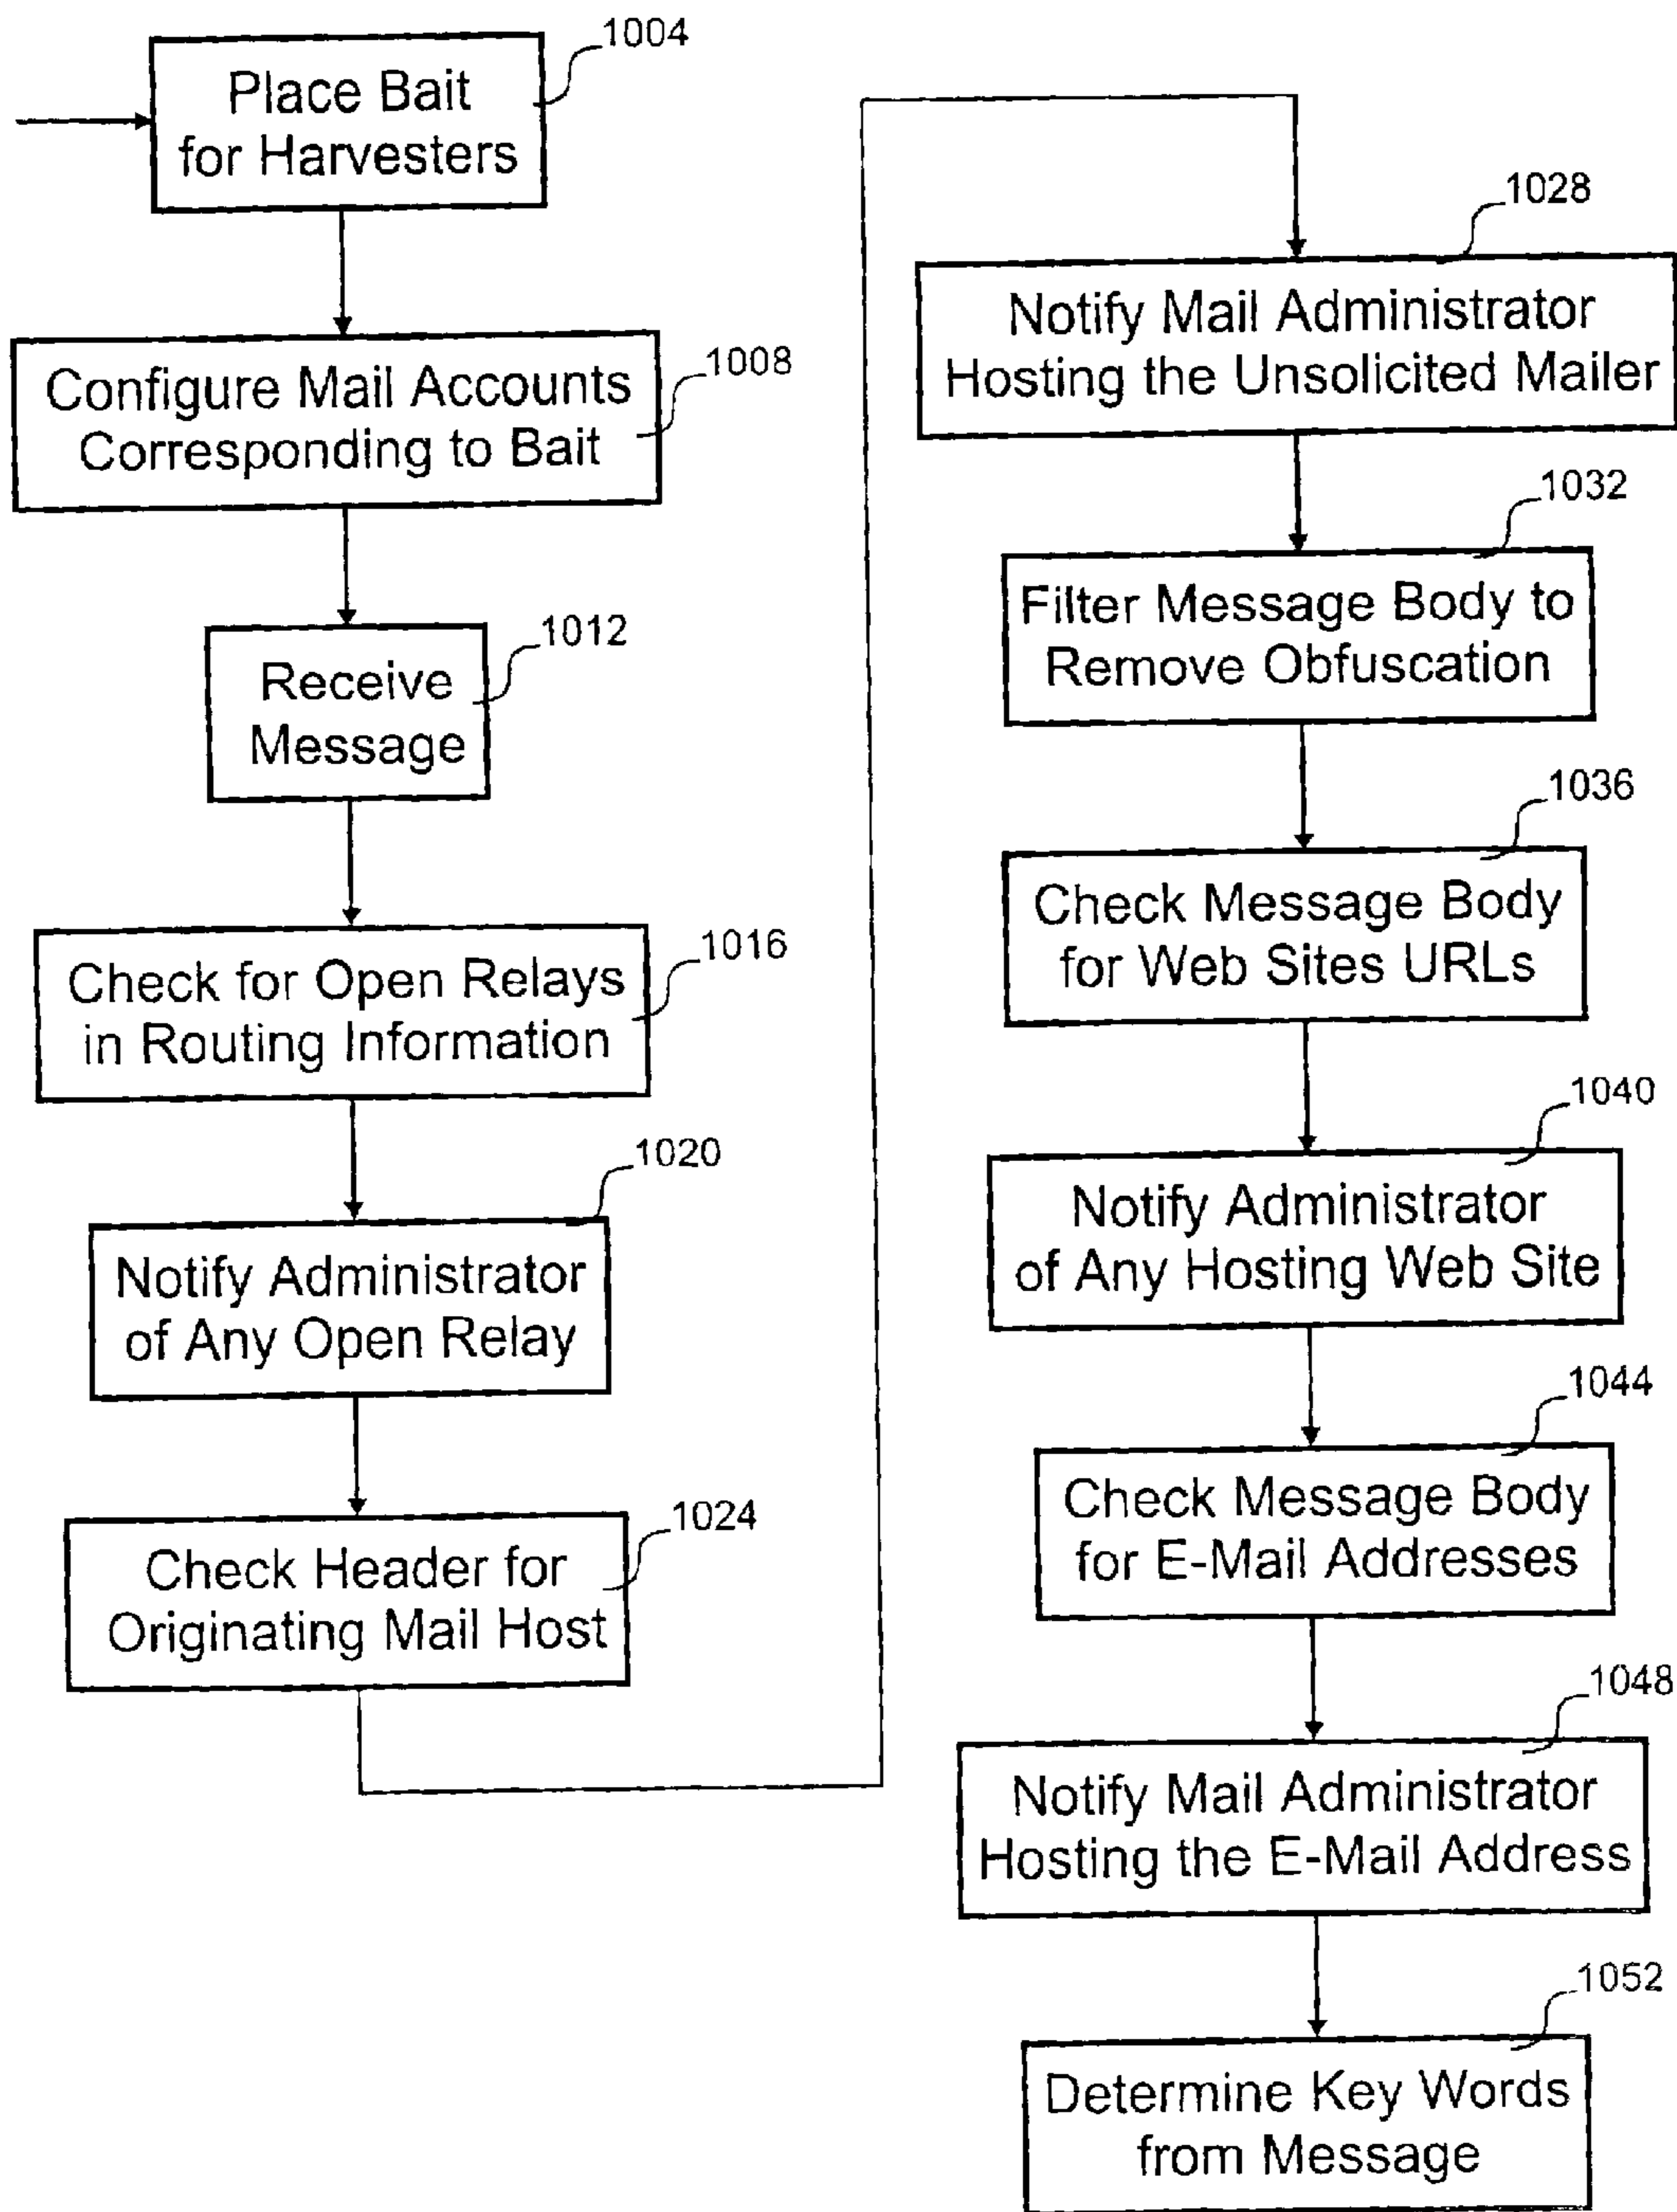 1004
Place Bait
for Harvesters
1008
Configure Mail Accounts
Corresponding to Bait
1012
Receive
Message
1016
Check for Open Relays
in Routing Information
1020
Notify Administrator
of Any Open Relay
1024
Check Header for
Originating Mail Host
1028
Notify Mail Administrator
Hosting the Unsolicited Mailer
1032
Filter Message Body to
Remove Obfuscation
1036
Check Message Body
for Web Sites URLs
1040
Notify Administrator
of Any Hosting Web Site
1044
Check Message Body
for E-Mail Addresses
1048
Notify Mail Administrator
Hosting the E-Mail Address
1052
Determine Key Words
from Message